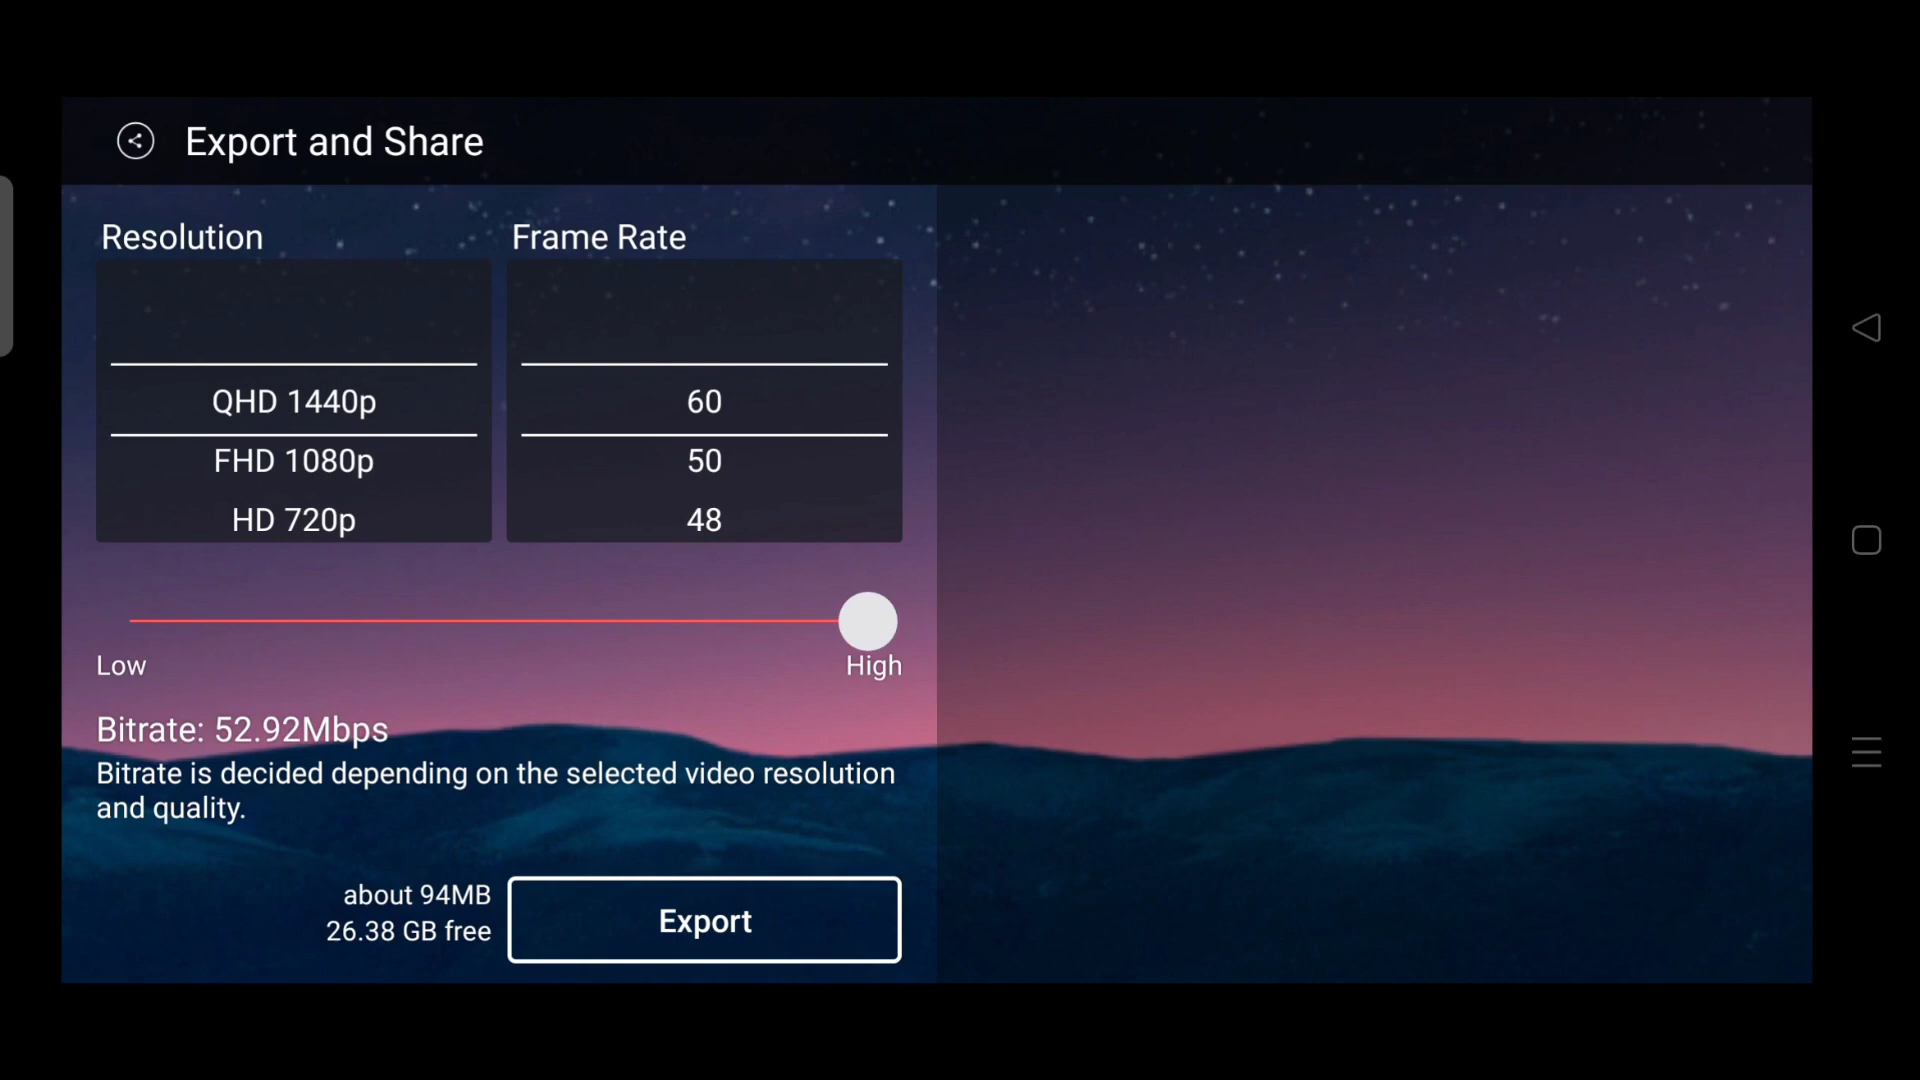 Export and Share
Resolution
Frame Rate
QHD 1440p
60
FHD 1080p
50
HD 720p
48
Low
High
Bitrate: 52.92Mbps
Bitrate is decided depending on the selected video resolution
and quality.
about 94MB
26.38 GB free
Export